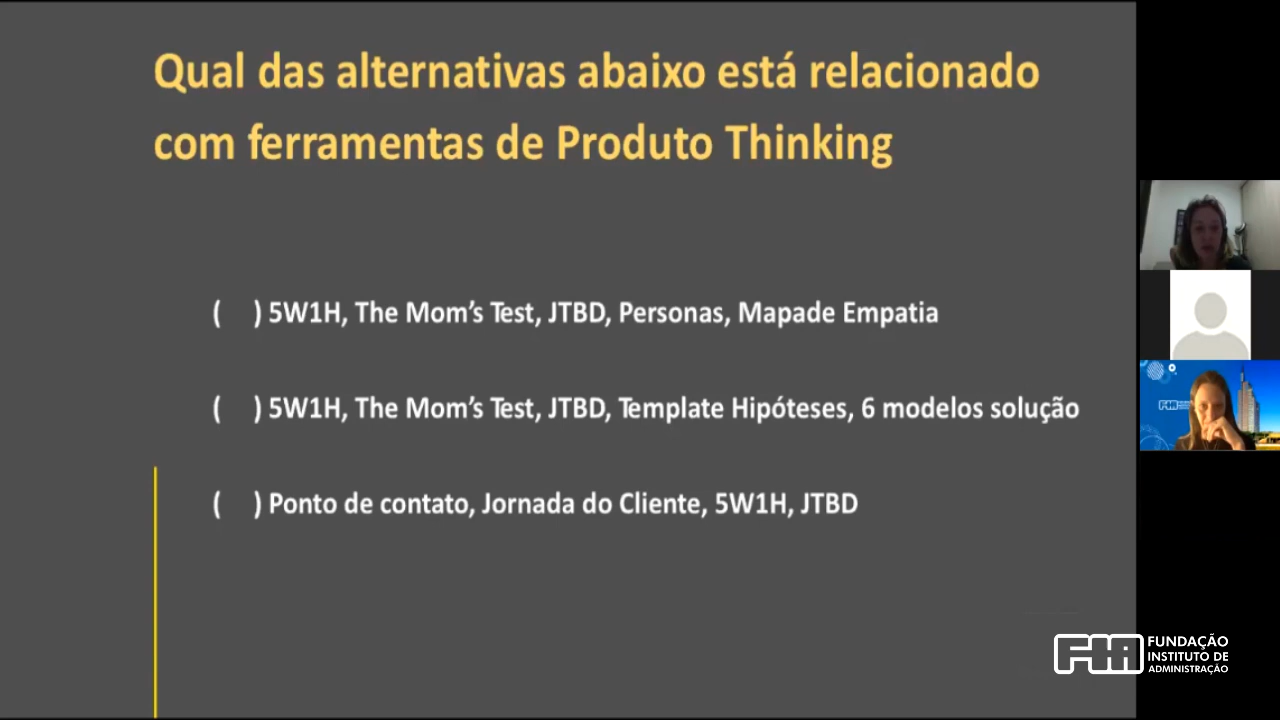 Qual das alternativas abaixo está relacionado
com ferramentas de Produto Thinking
( ) 5W1H, The Mom's Test, JTBD, Personas, Mapade Empatia
( ) 5W1H, The Mom's Test, JTBD, Template Hipóteses, 6 modelos solução
( ) Ponto de contato, Jornada do Cliente, 5W1H, JTBD
FIA
FIA FUNDAÇÃO
INSTITUTO DE
ADMINISTRAÇÃO